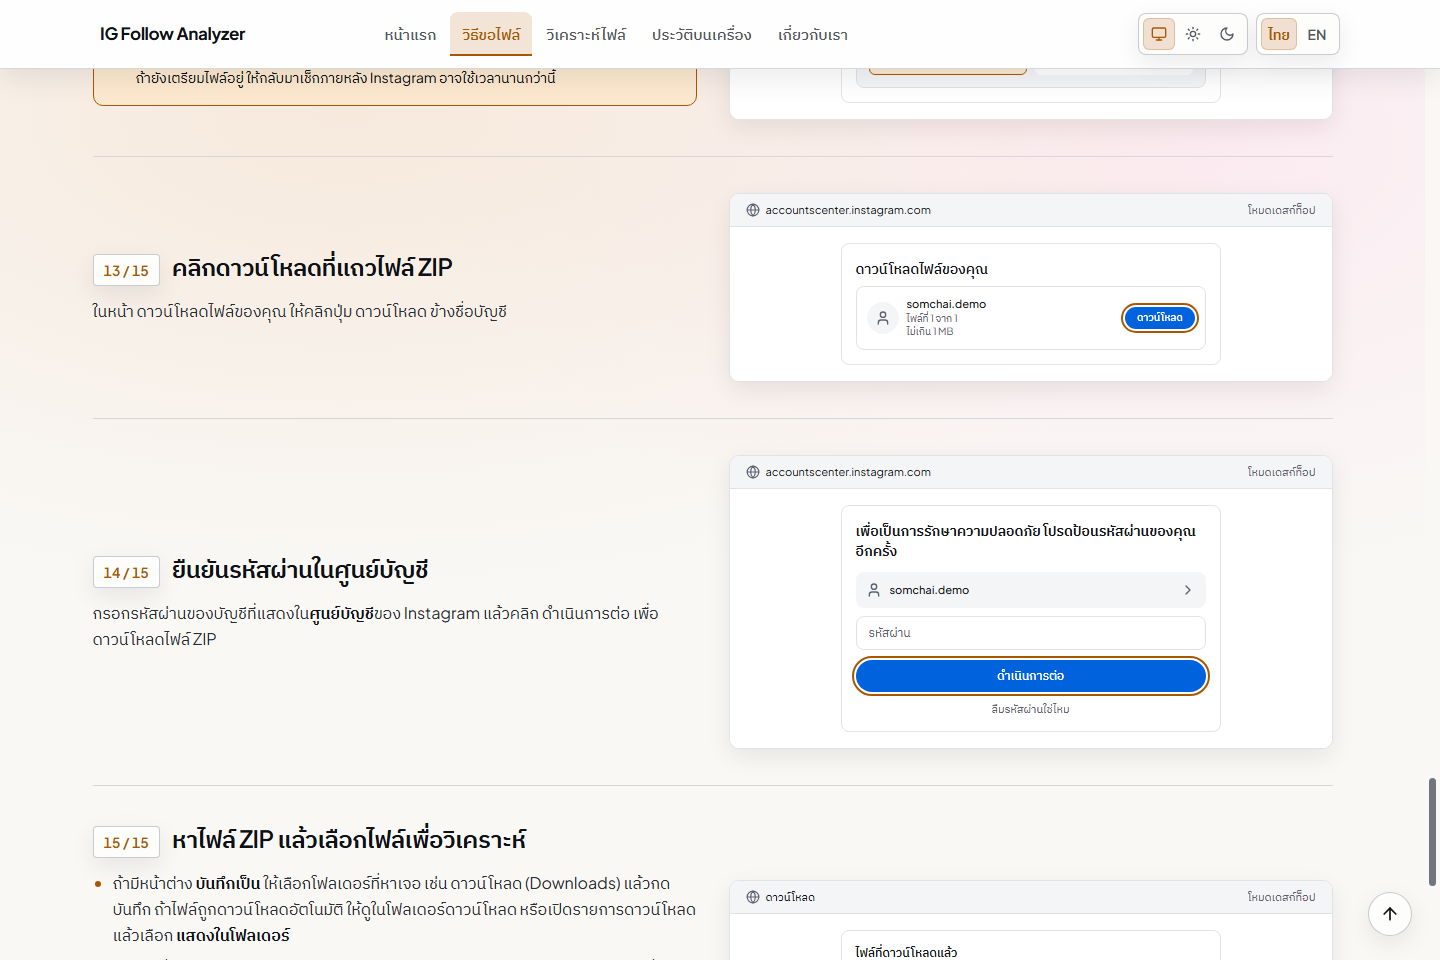 IG Follow Analyzer
หน้าแรก
วิธีขอไฟล์
วิเคราะห์ไฟล์
ประวัติบนเครื่อง
เกี่ยวกับเรา
ไทย
EN
ถ้ายังเตรียมไฟล์อยู่ ให้กลับมาเช็กภายหลัง Instagram อาจใช้เวลานานกว่านี้
13/15
คลิกดาวน์โหลดที่แถวไฟล์ ZIP
ในหน้า ดาวน์โหลดไฟล์ของคุณ ให้คลิกปุ่ม ดาวน์โหลด ข้างชื่อบัญชี
accountscenter.instagram.com
โหมดเดสก์ท็อป
ดาวน์โหลดไฟล์ของคุณ
somchai.demo
ไฟล์ที่ 1 จาก 1
ไม่เกิน 1 MB
ดาวน์โหลด
14/15
ยืนยันรหัสผ่านในศูนย์บัญชี
กรอกรหัสผ่านของบัญชีที่แสดงในศูนย์บัญชีของ Instagram แล้วคลิก ดำเนินการต่อ เพื่อ
ดาวน์โหลดไฟล์ ZIP
accountscenter.instagram.com
โหมดเดสก์ท็อป
เพื่อเป็นการรักษาความปลอดภัย โปรดป้อนรหัสผ่านของคุณ
อีกครั้ง
somchai.demo
รหัสผ่าน
ดำเนินการต่อ
ลืมรหัสผ่านใช่ไหม
15/15
หาไฟล์ ZIP แล้วเลือกไฟล์เพื่อวิเคราะห์
ถ้ามีหน้าต่าง บันทึกเป็น ให้เลือกโฟลเดอร์ที่หาเจอ เช่น ดาวน์โหลด (Downloads) แล้วกด
บันทึก ถ้าไฟล์ถูกดาวน์โหลดอัตโนมัติ ให้ดูในโฟลเดอร์ดาวน์โหลด หรือเปิดรายการดาวน์โหลด
แล้วเลือก แสดงในโฟลเดอร์
ดาวน์โหลด
โหมดเดสก์ท็อป
ไฟล์ที่ดาวน์โหลดแล้ว